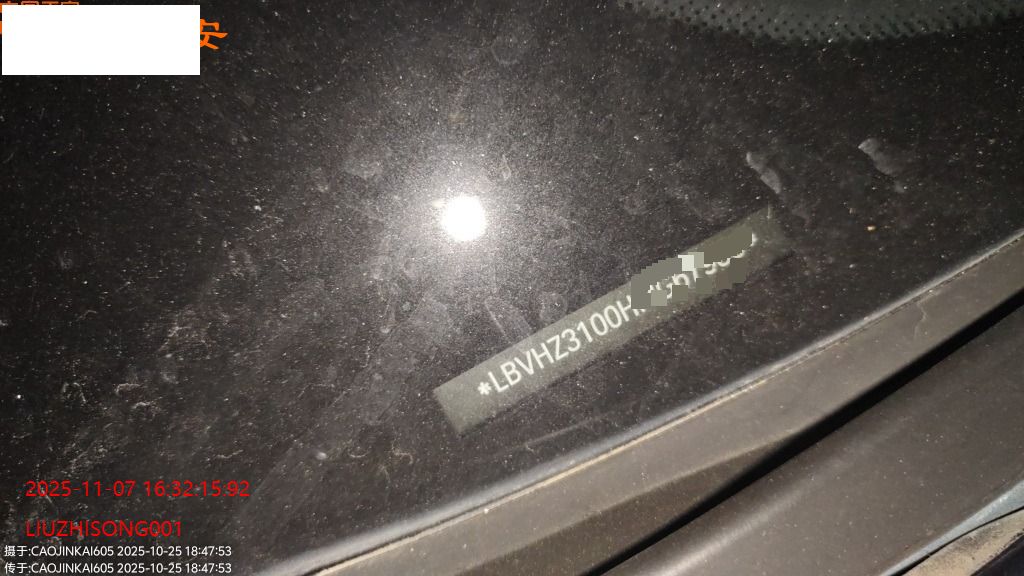 安
*LBVHZ3100H
2025-11-07 16:32:15.92
LIUZHISONG001
摄于:CAOJINKAI605 2025-10-25 18:47:53
传于:CAOJINKAI605 2025-10-25 18:47:53